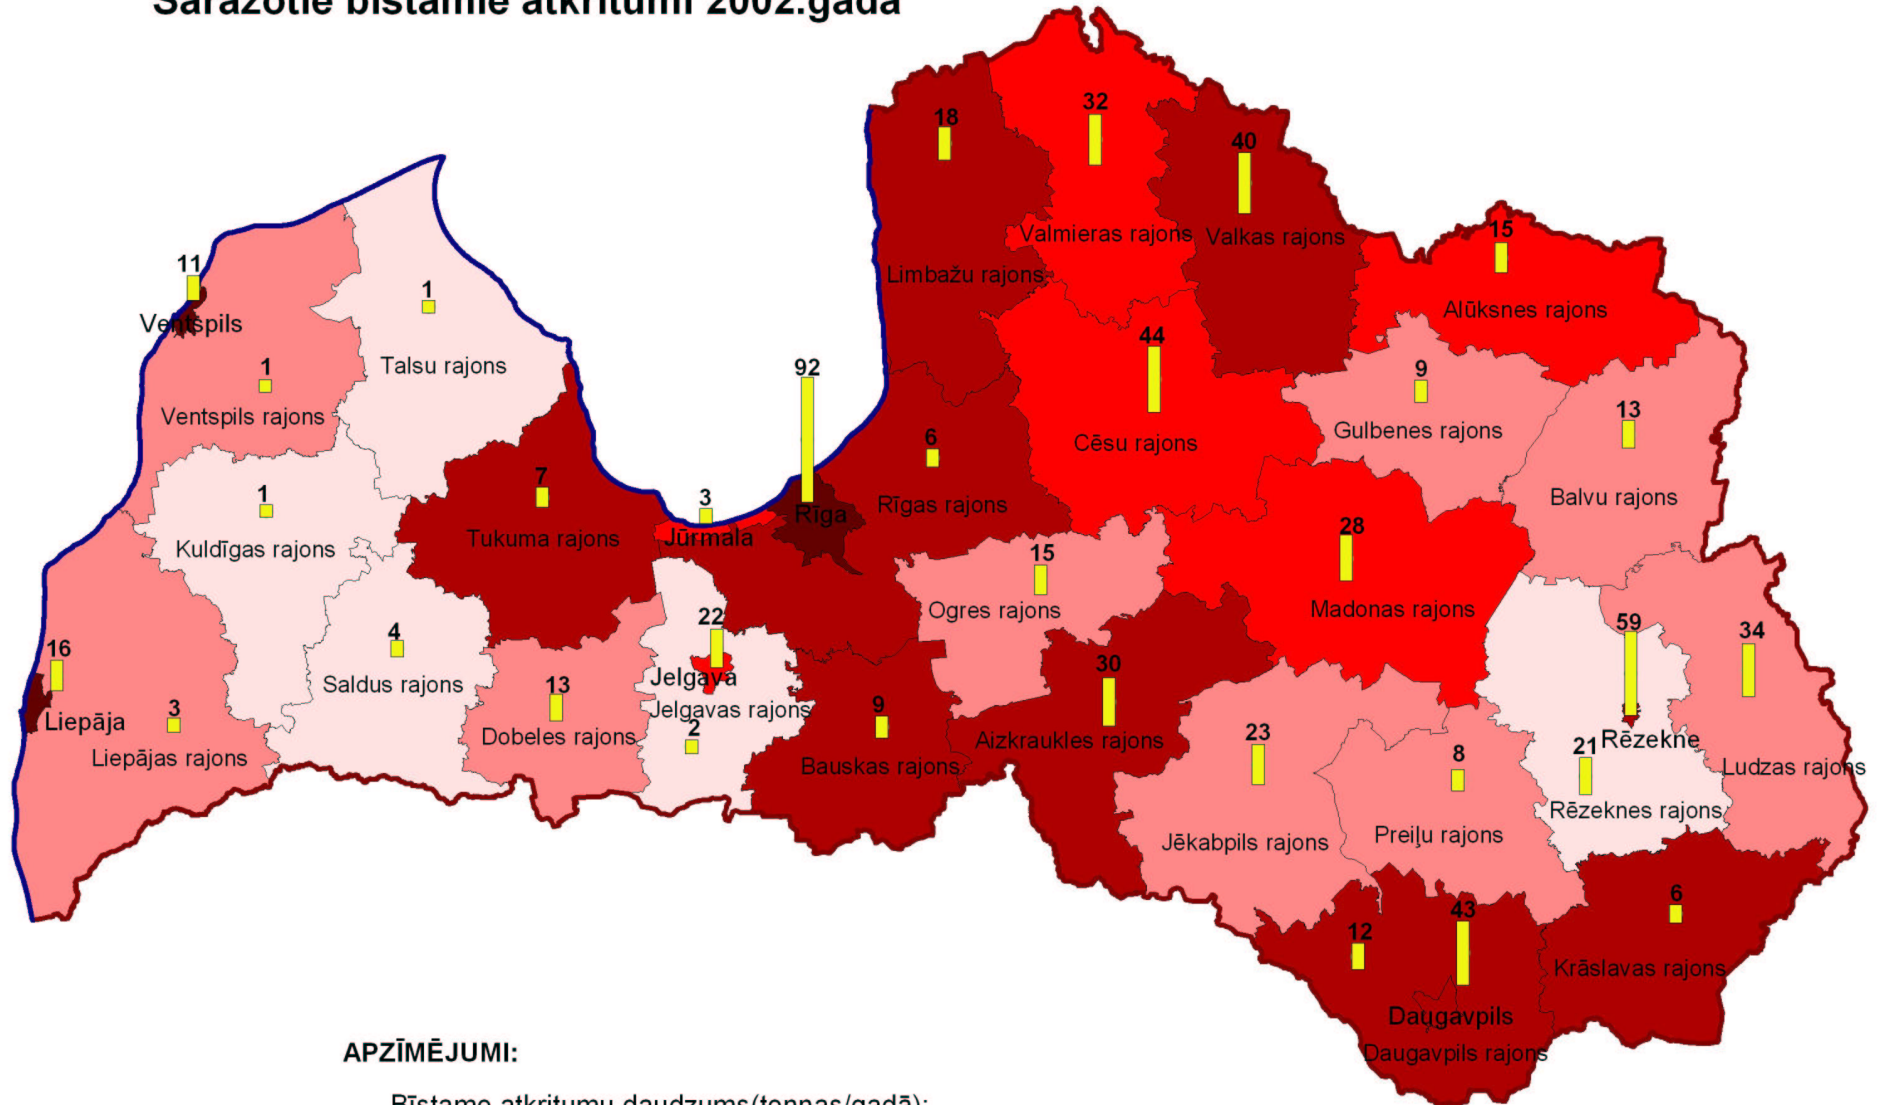 Saražotie bīstamie atkritumi 2002.gadā
18
32
40
Valmieras rajons
Valkas rajons
15
Limbažu rajons
Alūksnes rajons
11
Ventspils
1
Talsu rajons
1
Ventspils rajons
92
44
Cēsu rajons
9
Gulbenes rajons
13
Balvu rajons
6
Rīgas rajons
7
Tukuma rajons
3
Jūrmala
Rīga
1
Kuldīgas rajons
15
Ogres rajons
28
Madonas rajons
16
Liepāja
3
Liepājas rajons
4
Saldus rajons
13
Dobeles rajons
22
Jelgava
Jelgavas rajons
2
9
Bauskas rajons
30
Aizkraukles rajons
59
Rēzekne
34
Ludzas rajons
23
Jēkabpils rajons
8
Preiļu rajons
21
Rēzeknes rajons
6
Krāslavas rajons
12
43
Daugavpils
Daugavpils rajons
APZĪMĒJUMI:
Bīstamo atkritumu daudzums(tonnas/gadā):